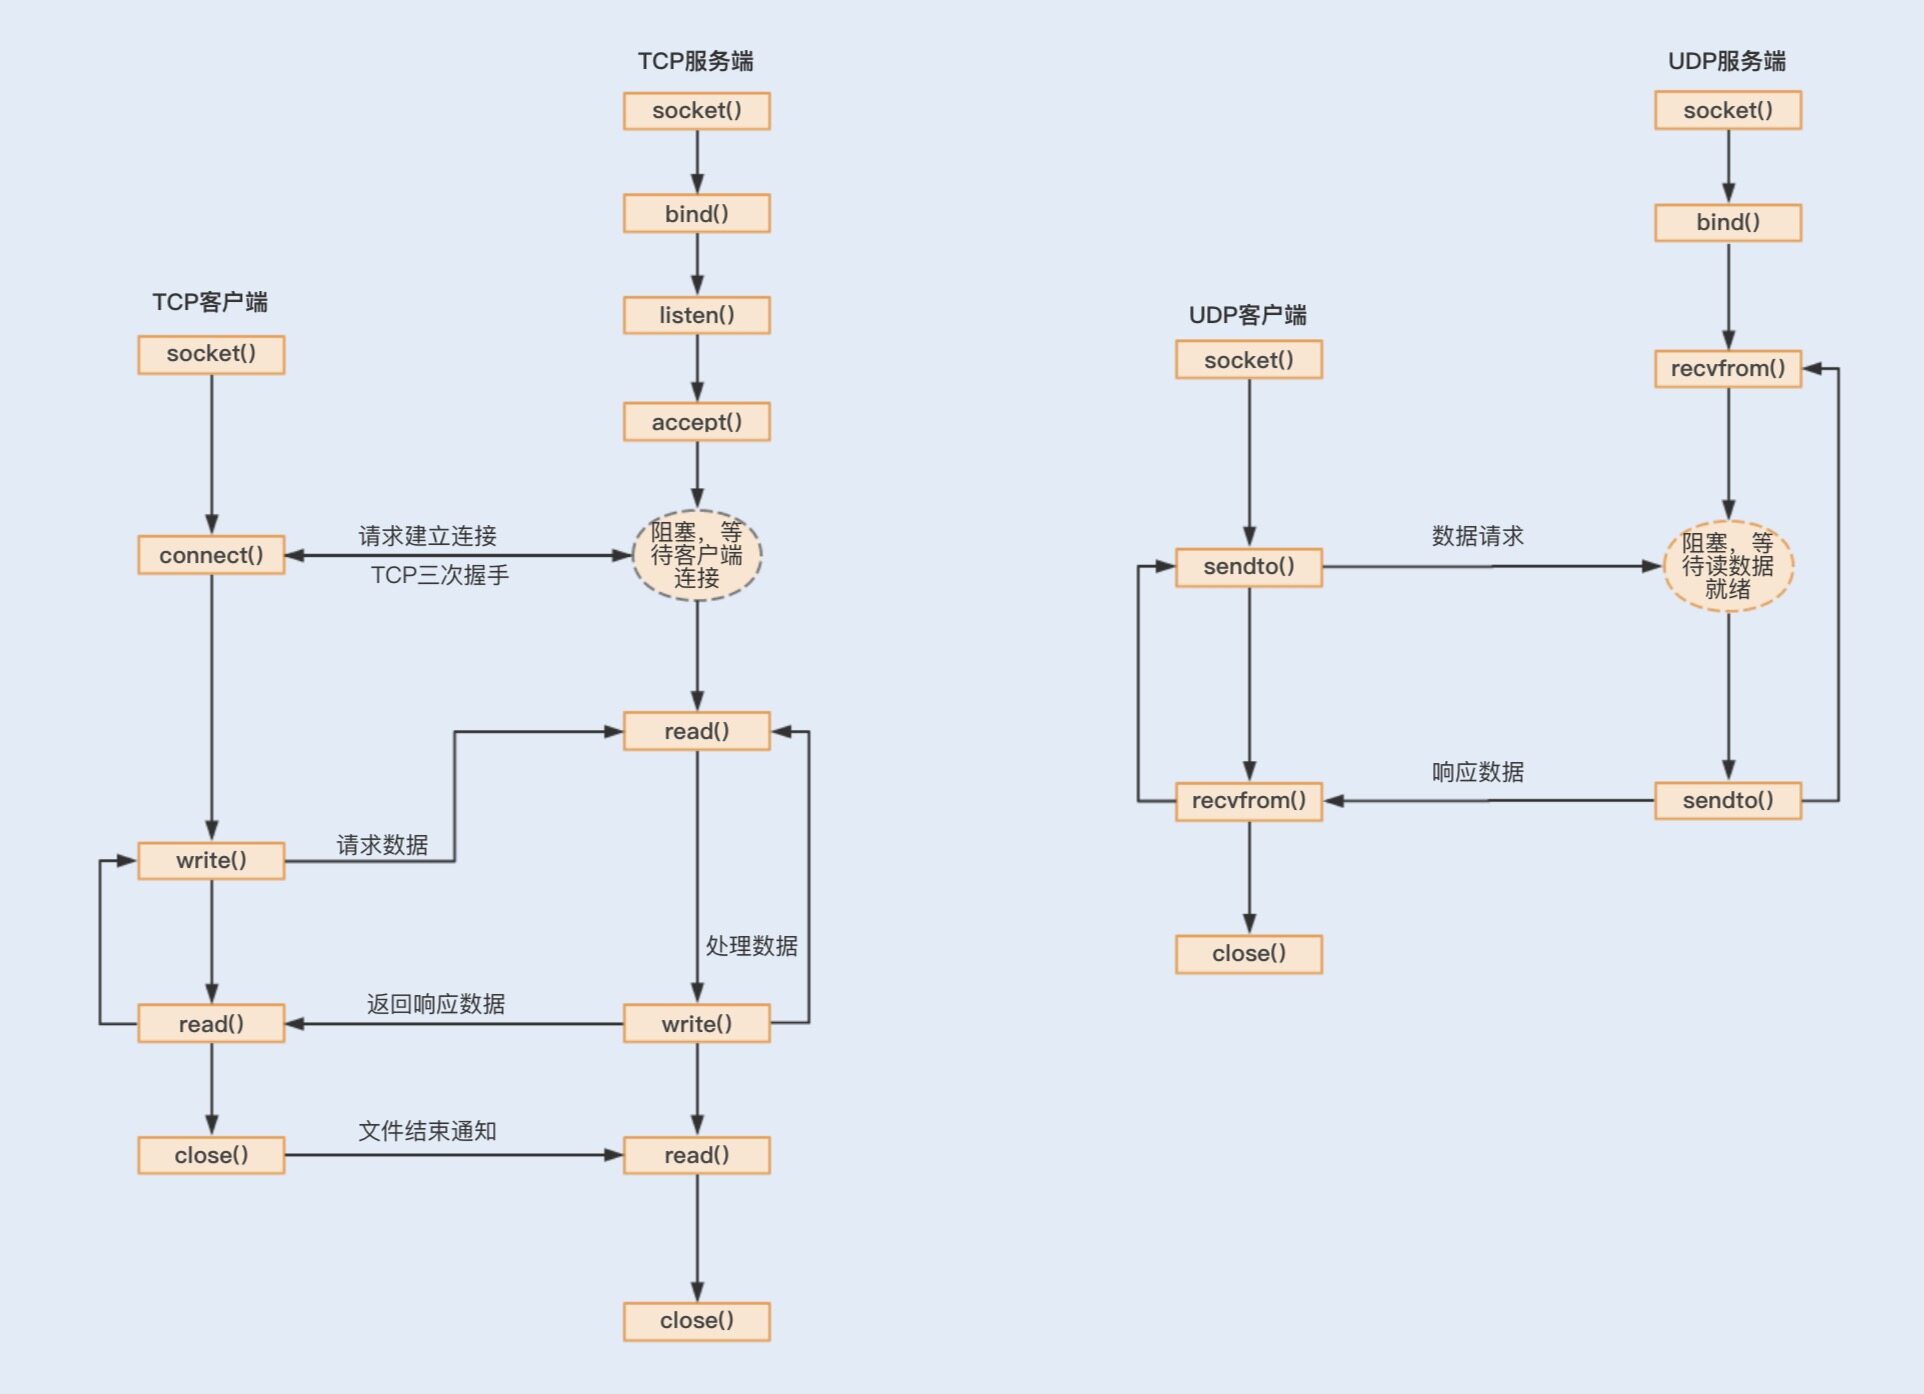 TCP服务端
socket()
bind()
listen()
accept()
阻塞，等
待客户端
连接
read()
处理数据
write()
read()
close()
TCP客户端
socket()
connect()
请求建立连接
TCP三次握手
write()
请求数据
read()
返回响应数据
close()
文件结束通知
UDP服务端
socket()
bind()
recvfrom()
阻塞，等
待读数据
就绪
sendto()
UDP客户端
socket()
sendto()
数据请求
recvfrom()
响应数据
close()